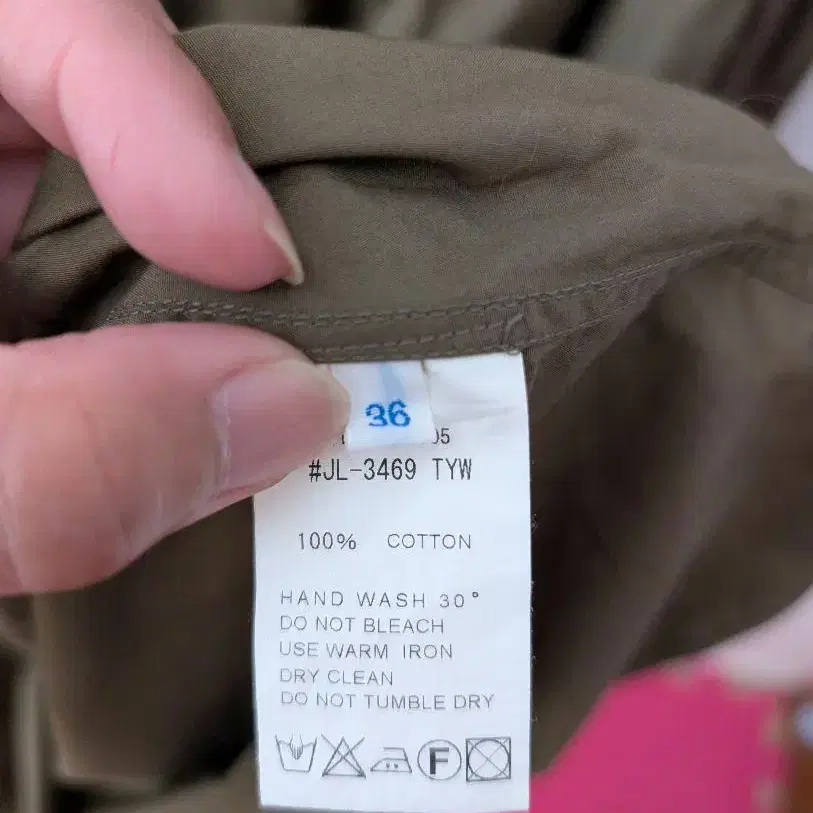 36
05
#JL-3469 TYW
100% COTTON
HAND WASH 30°
DO NOT BLEACH
USE WARM IRON
DRY CLEAN
DO NOT TUMBLE DRY
F